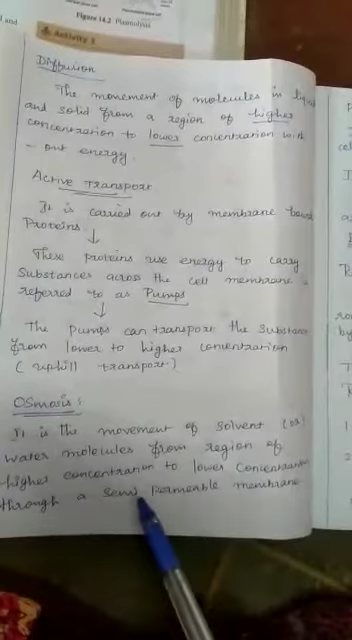 Figure 14.2 Plasmolysis
Activity 3
and
Diffusion
The movement of molecules in liquid
and solid from a region of higher
concentration to lower concentration with
- out energy.
Active Transport
It is carried out by membrane bound
Proteins.
↓
These proteins use energy to carry
Substances across the cell membrane
referred to as Pumps
↓
The pumps can transport the Substanc
from lower to higher concentration
(uphill transport)
Osmosis:
It is the movement of Solvent (or)
water molecules from region of
higher concentration to lower Concentration
through a Semi Permeable membrane